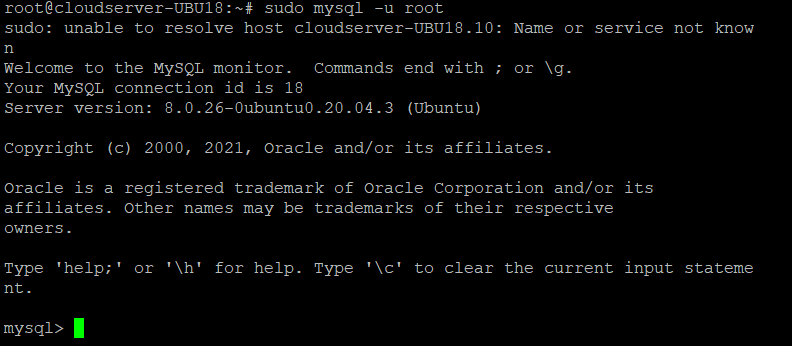 root@cloudserver-UBU18:~# sudo mysql -u root
sudo: unable to resolve host cloudserver-UBU18.10: Name or service not know
n
Welcome to the MySQL monitor.  Commands end with ; or \g.
Your MySQL connection id is 18
Server version: 8.0.26-0ubuntu0.20.04.3 (Ubuntu)

Copyright (c) 2000, 2021, Oracle and/or its affiliates.

Oracle is a registered trademark of Oracle Corporation and/or its
affiliates. Other names may be trademarks of their respective
owners.

Type 'help;' or '\h' for help. Type '\c' to clear the current input stateme
nt.

mysql>